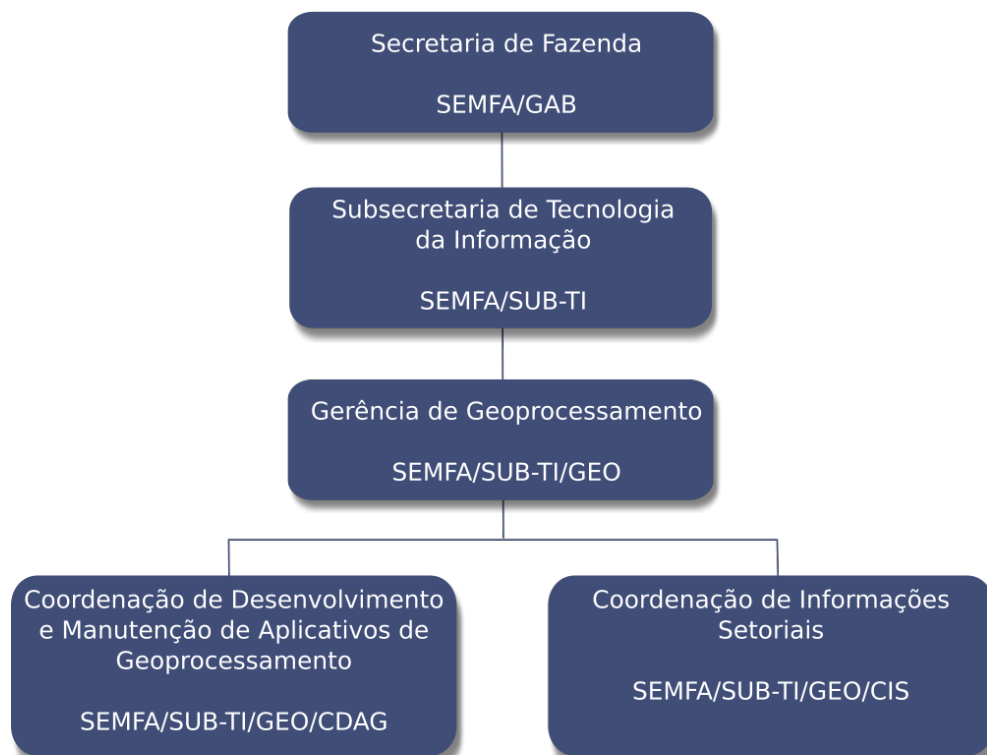 Secretaria de Fazenda
SEMFA/GAB
Subsecretaria de Tecnologia
da Informação
SEMFA/SUB-TI
Gerência de Geoprocessamento
SEMFA/SUB-TI/GEO
Coordenação de Desenvolvimento
e Manutenção de Aplicativos de
Geoprocessamento
SEMFA/SUB-TI/GEO/CDAG
Coordenação de Informações
Setoriais
SEMFA/SUB-TI/GEO/CIS